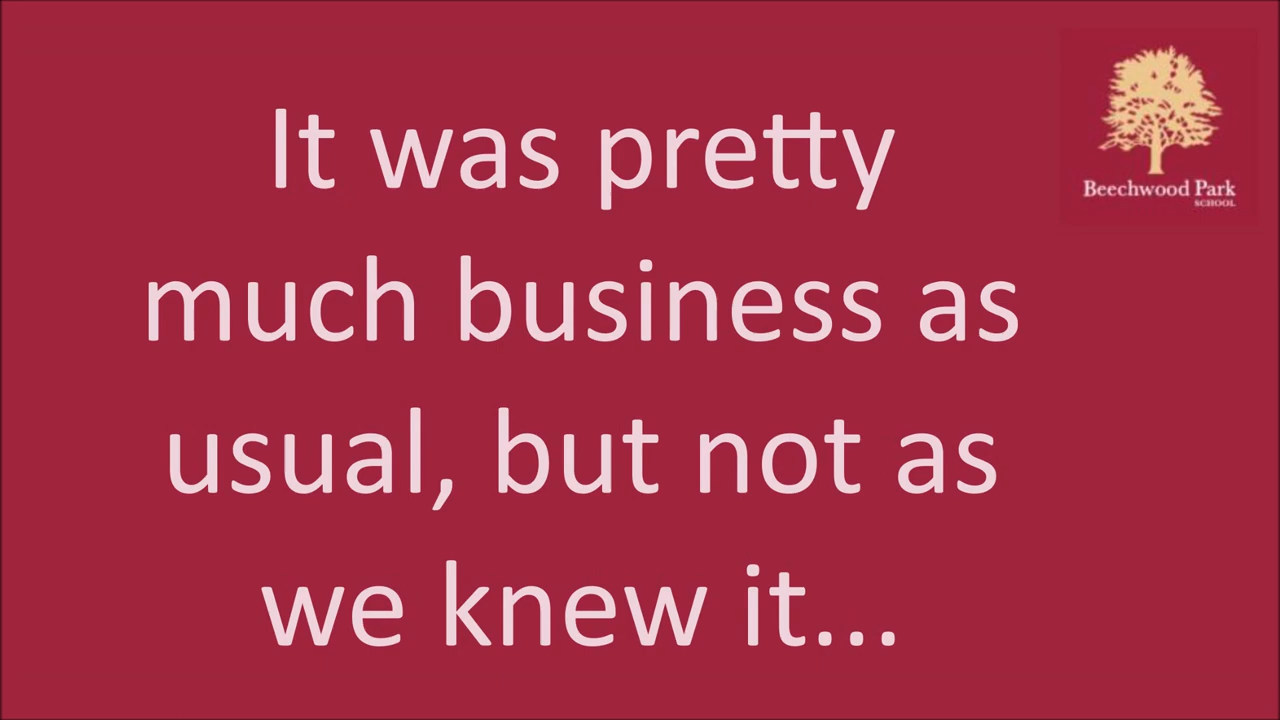 It was pretty
much business as
usual, but not as
we knew it...
Beechwood Park
SCHOOL